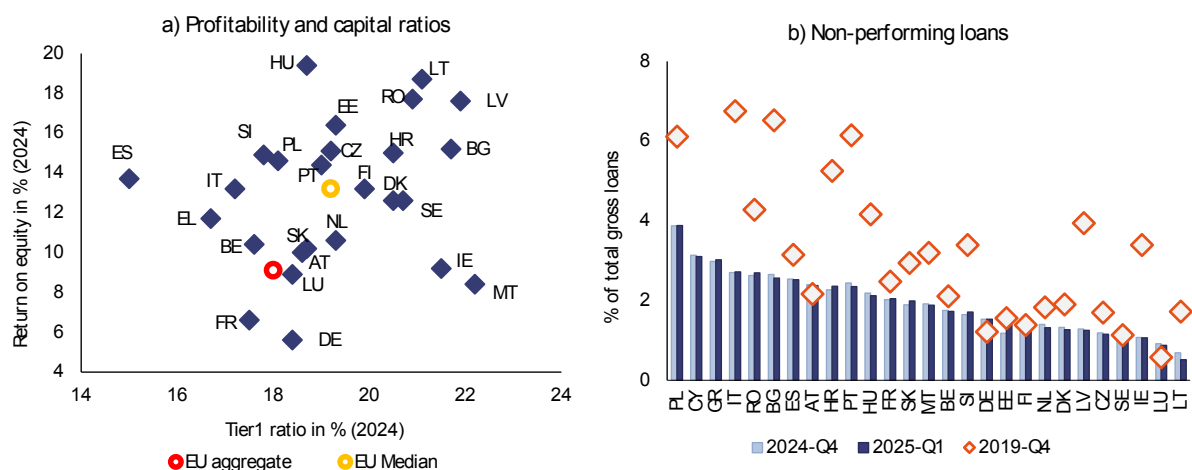 a) Profitability and capital ratios
Return on equity in % (2024)
20
18
16
14
12
10
8
6
4
HU
LT
RO
LV
EE
SI
PL
CZ
HR
BG
ES
PT
FI
IT
DK
SE
EL
NL
BE
SK
AT
IE
LU
MT
FR
DE
14
16
18
20
22
24
Tier1 ratio in % (2024)
EU aggregate
EU Median
b) Non-performing loans
% of total gross loans
8
6
4
2
0
PL
CY
GR
IT
RO
BG
ES
AT
HR
PT
HU
FR
SK
MT
BE
SI
DE
EE
FI
NL
DK
LV
CZ
SE
IE
LU
LT
2024-Q4
2025-Q1
2019-Q4